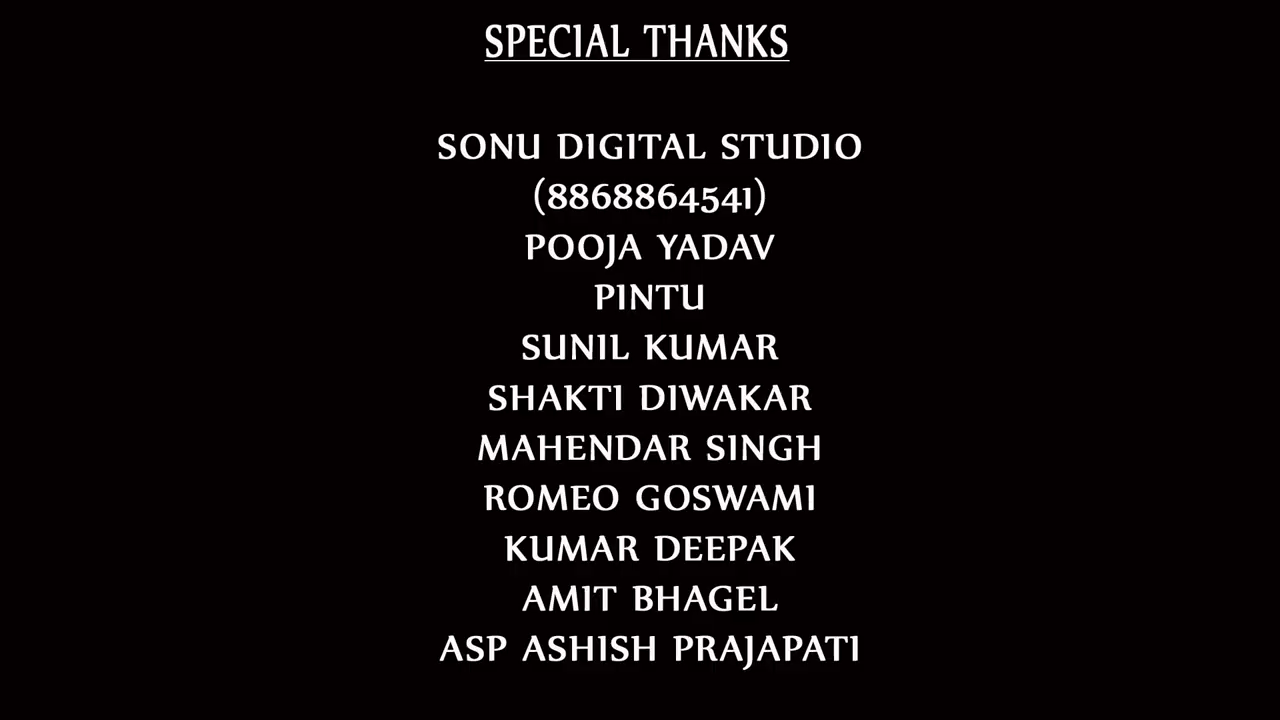 SPECIAL THANKS
SONU DIGITAL STUDIO
(8868864541)
POOJA YADAV
PINTU
SUNIL KUMAR
SHAKTI DIWAKAR
MAHENDAR SINGH
ROMEO GOSWAMI
KUMAR DEEPAK
AMIT BHAGEL
ASP ASHISH PRAJAPATI